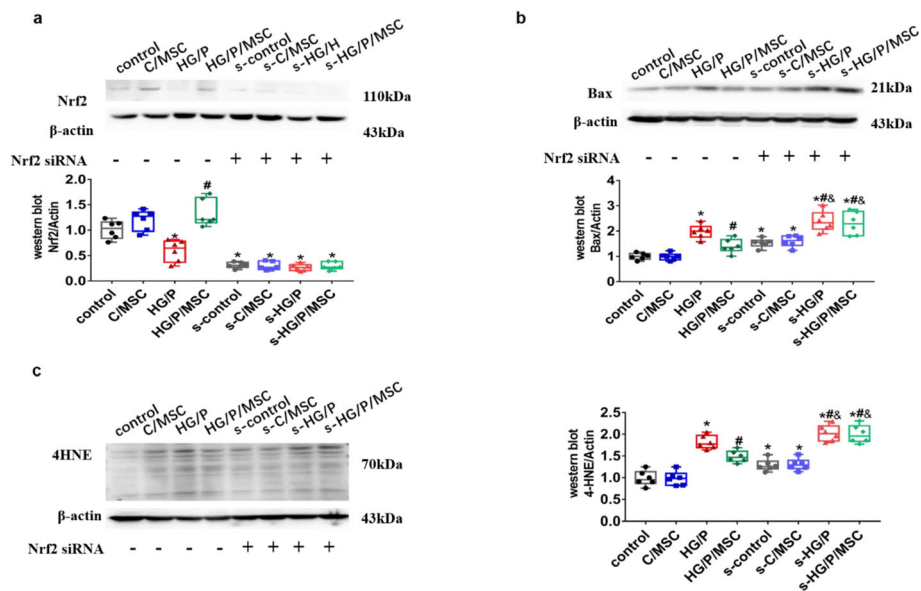 a
control C/MSC HG/P HG/P/MSC s-control s-C/MSC s-HG/H s-HG/P/MSC
Nrf2 110kDa
β-actin 43kDa
Nrf2 siRNA - - - - + + + +
western blot
Nrf2/Actin
2.0
1.5
1.0
0.5
0.0
* # * * * *
control C/MSC HG/P HG/P/MSC s-control s-C/MSC s-HG/P s-HG/P/MSC
b
control C/MSC HG/P HG/P/MSC s-control s-C/MSC s-HG/P s-HG/P/MSC
Bax 21kDa
β-actin 43kDa
Nrf2 siRNA - - - - + + + +
western blot
Bax/Actin
4
3
2
1
0
* # * * *#& *#&
control C/MSC HG/P HG/P/MSC s-control s-C/MSC s-HG/P s-HG/P/MSC
c
control C/MSC HG/P HG/P/MSC s-control s-C/MSC s-HG/P s-HG/P/MSC
4HNE 70kDa
β-actin 43kDa
Nrf2 siRNA - - - - + + + +
western blot
4-HNE/Actin
2.5
2.0
1.5
1.0
0.5
0.0
* # * * *#& *#&
control C/MSC HG/P HG/P/MSC s-control s-C/MSC s-HG/P s-HG/P/MSC